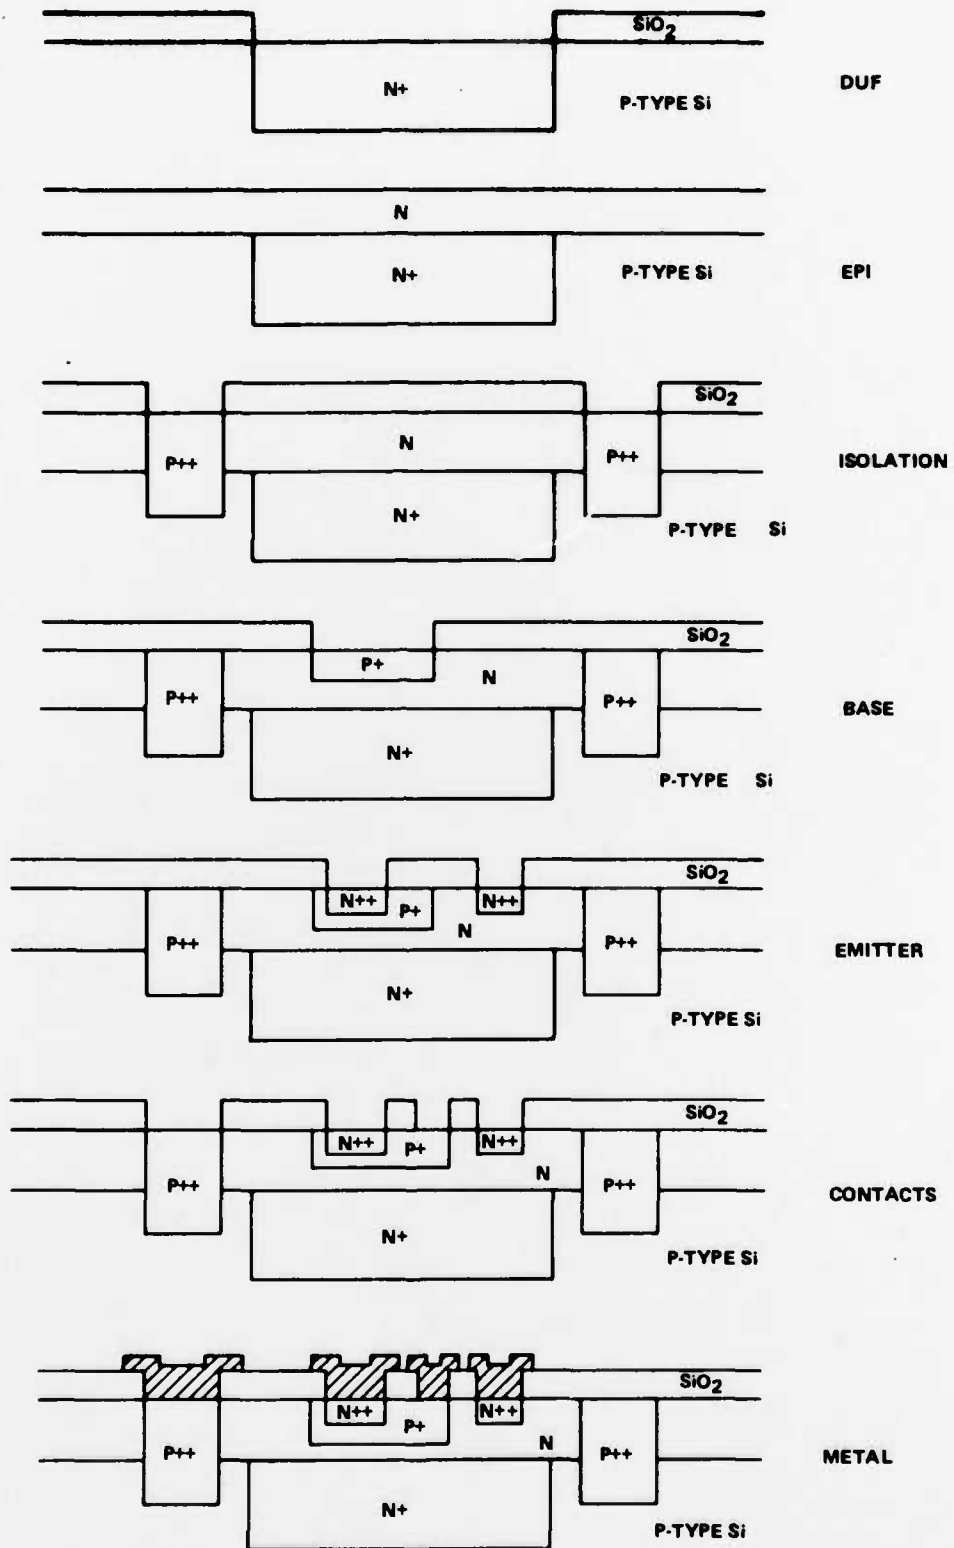 SiO2
N+
P-TYPE Si
DUF
N
N+
P-TYPE Si
EPI
SiO2
P++
N
P++
ISOLATION
N+
P-TYPE Si
SiO2
P+
N
P++
P++
BASE
N+
P-TYPE Si
SiO2
N++
P+
N++
N
P++
P++
EMITTER
N+
P-TYPE Si
SiO2
N++
P+
N++
N
P++
P++
CONTACTS
N+
P-TYPE Si
SiO2
N++
P+
N++
N
P++
P++
METAL
N+
P-TYPE Si